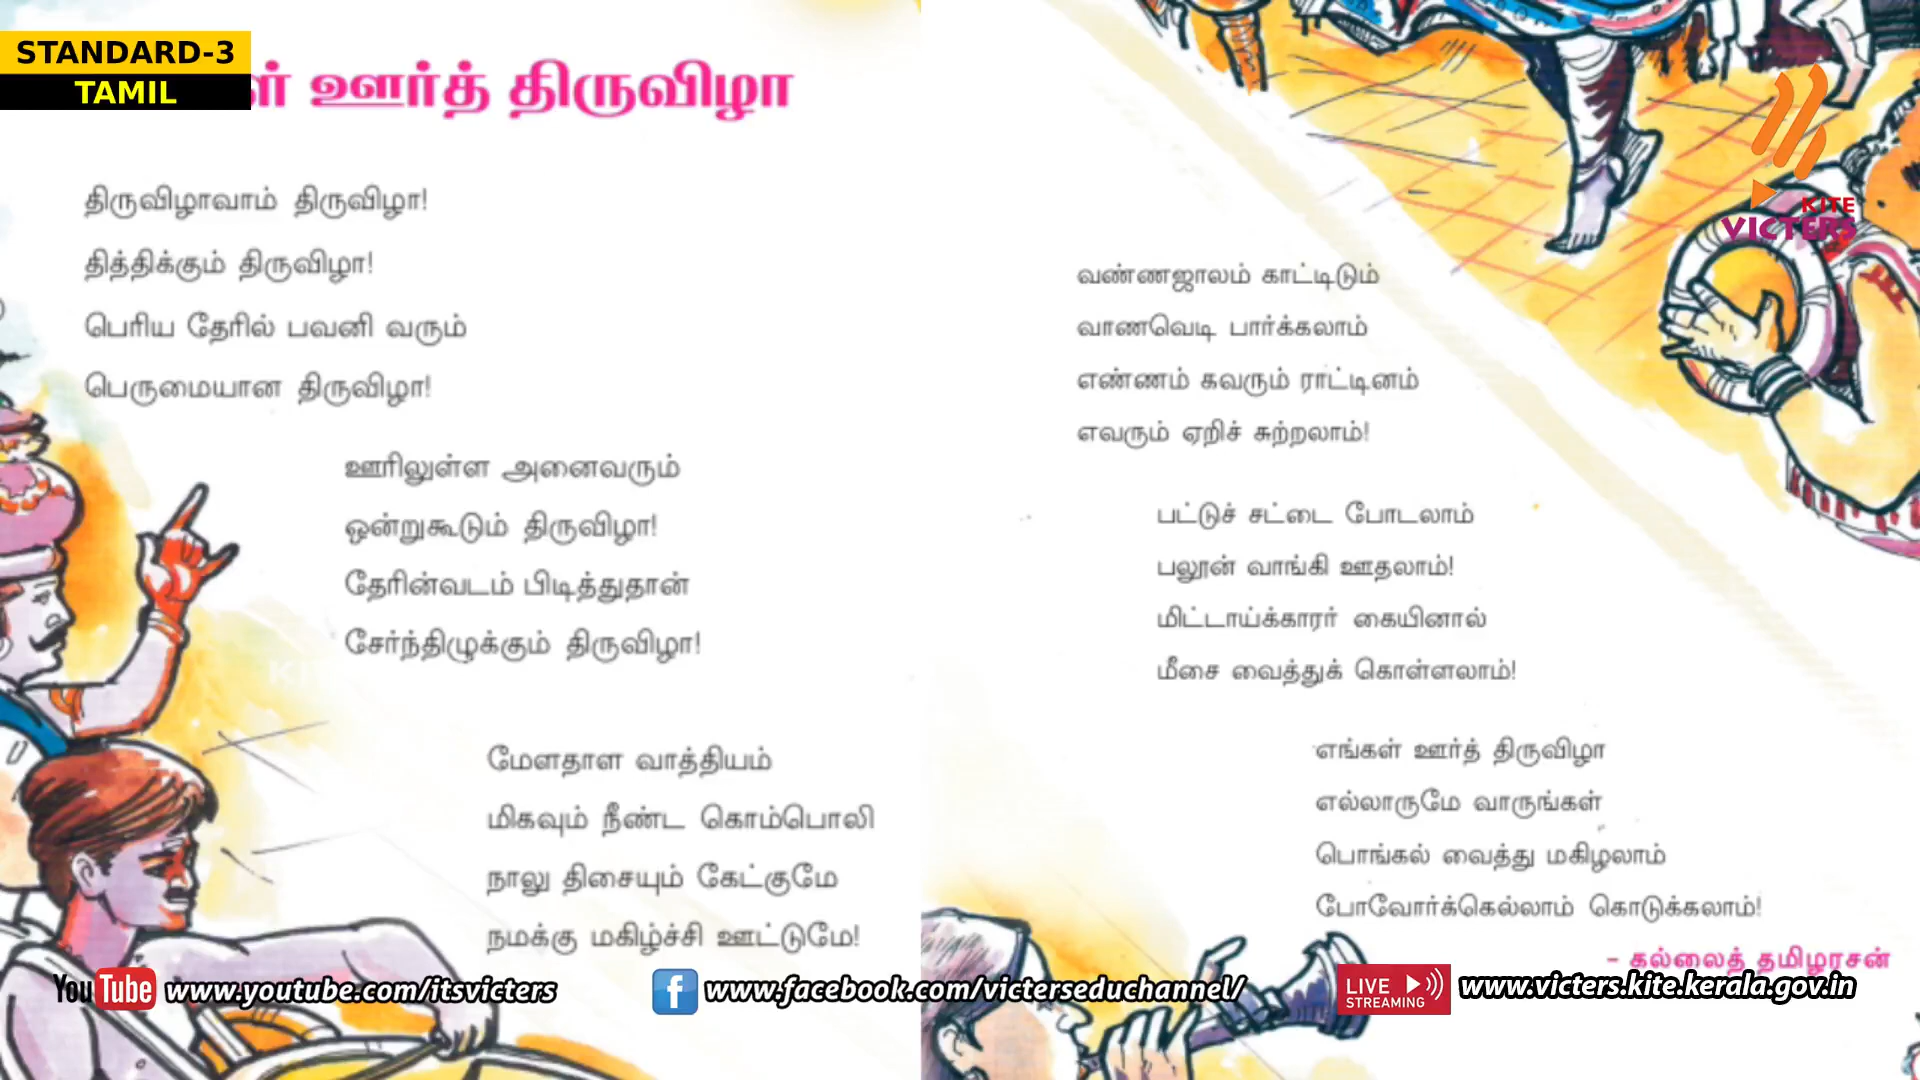 STANDARD-3
TAMIL
ஊர்த் திருவிழா
திருவிழாவாம் திருவிழா!
தித்திக்கும் திருவிழா!
பெரிய தேரில் பவனி வரும்
பெருமையான திருவிழா!
ஊரிலுள்ள அனைவரும்
ஒன்றுகூடும் திருவிழா!
தேரின்வடம் பிடித்துதான்
சேர்ந்திழுக்கும் திருவிழா!
மேளதாள வாத்தியம்
மிகவும் நீண்ட கொம்பொலி
நாலு திசையும் கேட்குமே
நமக்கு மகிழ்ச்சி ஊட்டுமே!
KITE
VICTERS
வண்ணஜாலம் காட்டிடும்
வாணவெடி பார்க்கலாம்
எண்ணம் கவரும் ராட்டினம்
எவரும் ஏறிச் சுற்றலாம்!
பட்டுச் சட்டை போடலாம்
பலூன் வாங்கி ஊதலாம்!
மிட்டாய்க்காரர் கையினால்
மீசை வைத்துக் கொள்ளலாம்!
எங்கள் ஊர்த் திருவிழா
எல்லாருமே வாருங்கள்
பொங்கல் வைத்து மகிழலாம்
போவோர்க்கெல்லாம் கொடுக்கலாம்!
- கல்லைத் தமிழரசன்
YouTube www.youtube.com/itsvicters
f www.facebook.com/victerseduchannel/
LIVE STREAMING www.victers.kite.kerala.gov.in